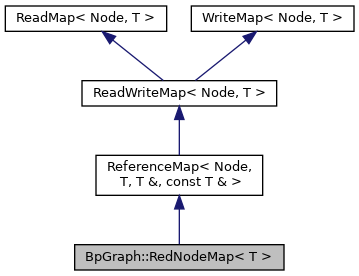 ReadMap< Node, T >
WriteMap< Node, T >
ReadWriteMap< Node, T >
ReferenceMap< Node,
T, T &, const T & >
BpGraph::RedNodeMap< T >